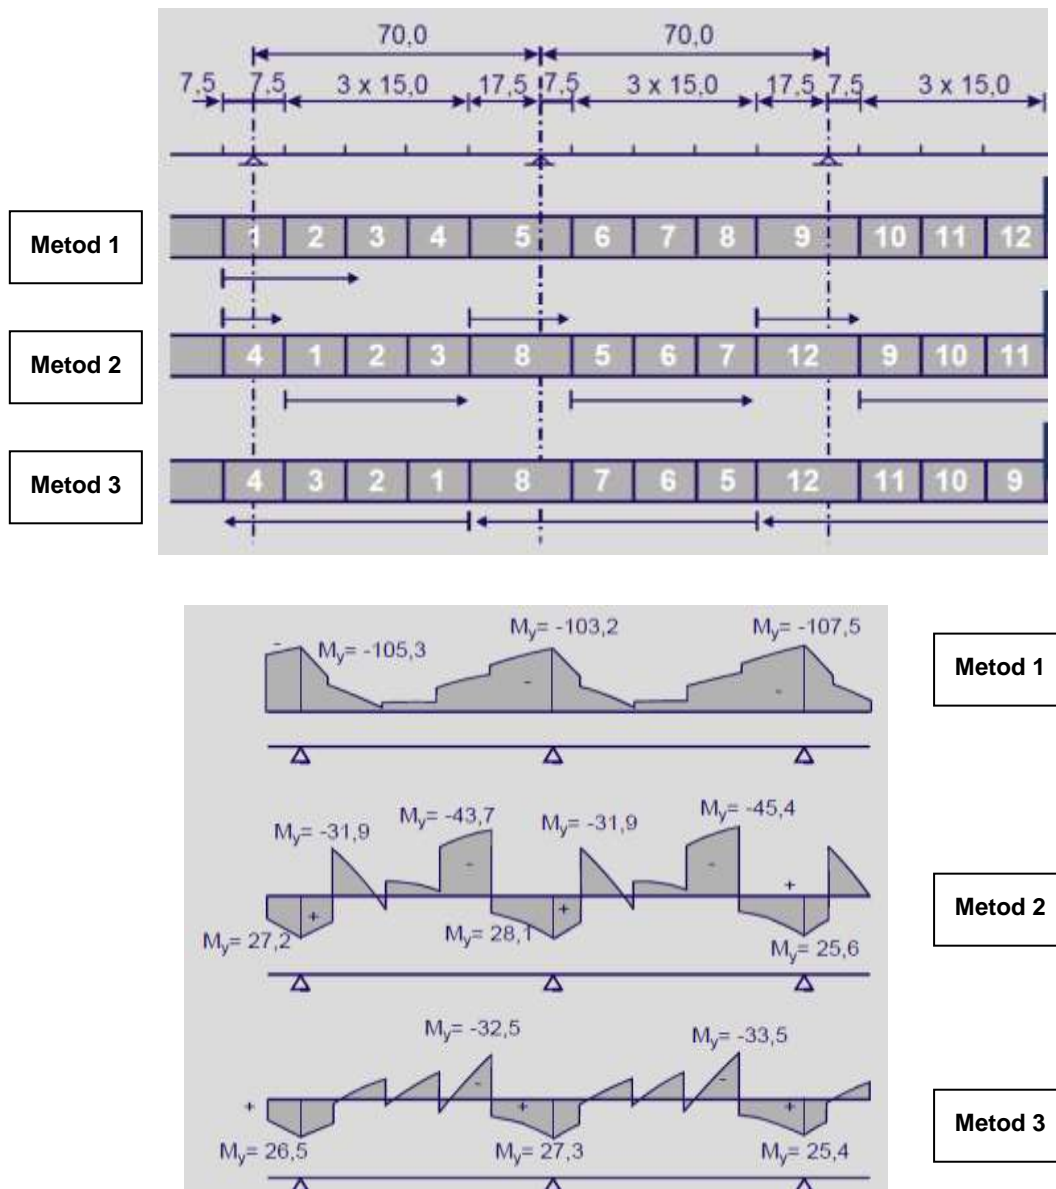 70,0 70,0
7,5 7,5 3 x 15,0 17,5 7,5 3 x 15,0 17,5 7,5 3 x 15,0
Metod 1
1 2 3 4 5 6 7 8 9 10 11 12
Metod 2
4 1 2 3 8 5 6 7 12 9 10 11
Metod 3
4 3 2 1 8 7 6 5 12 11 10 9
My= -103,2 My= -107,5
- My= -105,3
Metod 1
- -
My= -43,7 My= -45,4
My= -31,9 My= -31,9
- - +
+ +
Metod 2
My= 27,2 My= 28,1 My= 25,6
My= -32,5 My= -33,5
- -
+ + +
Metod 3
My= 26,5 My= 27,3 My= 25,4